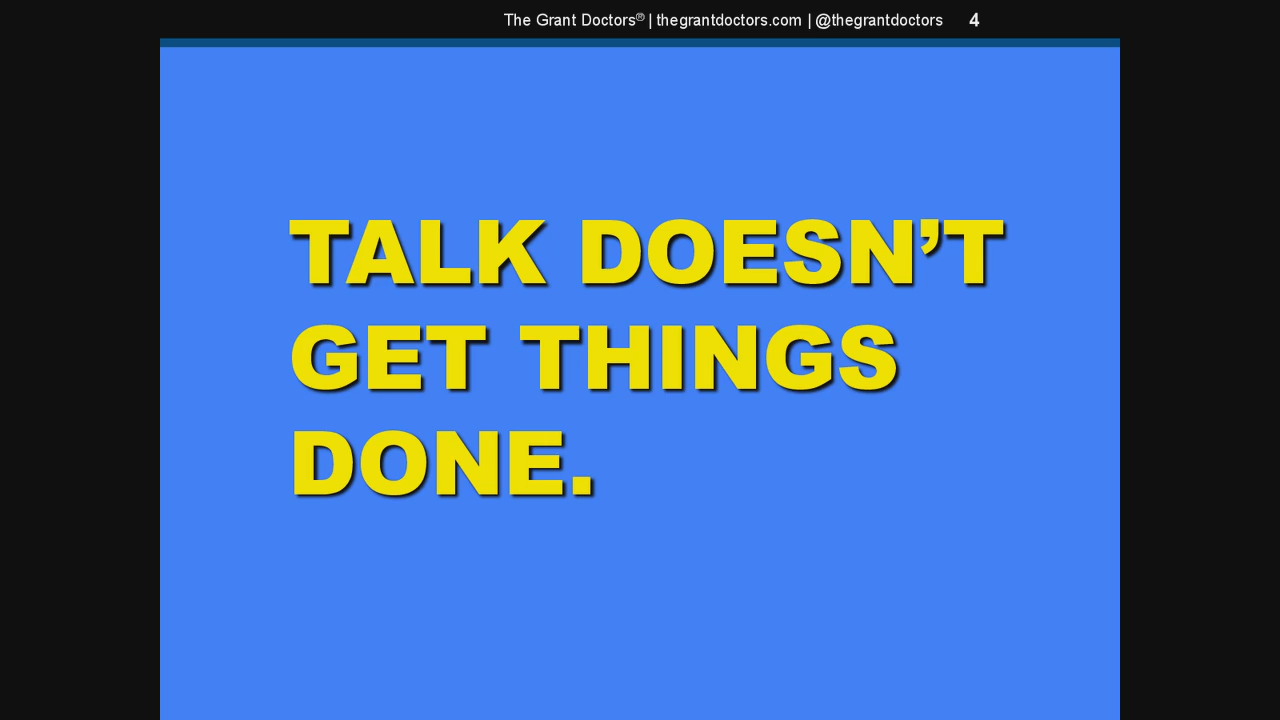 The Grant Doctors® | thegrantdoctors.com | @thegrantdoctors 4
TALK DOESN’T
GET THINGS
DONE.